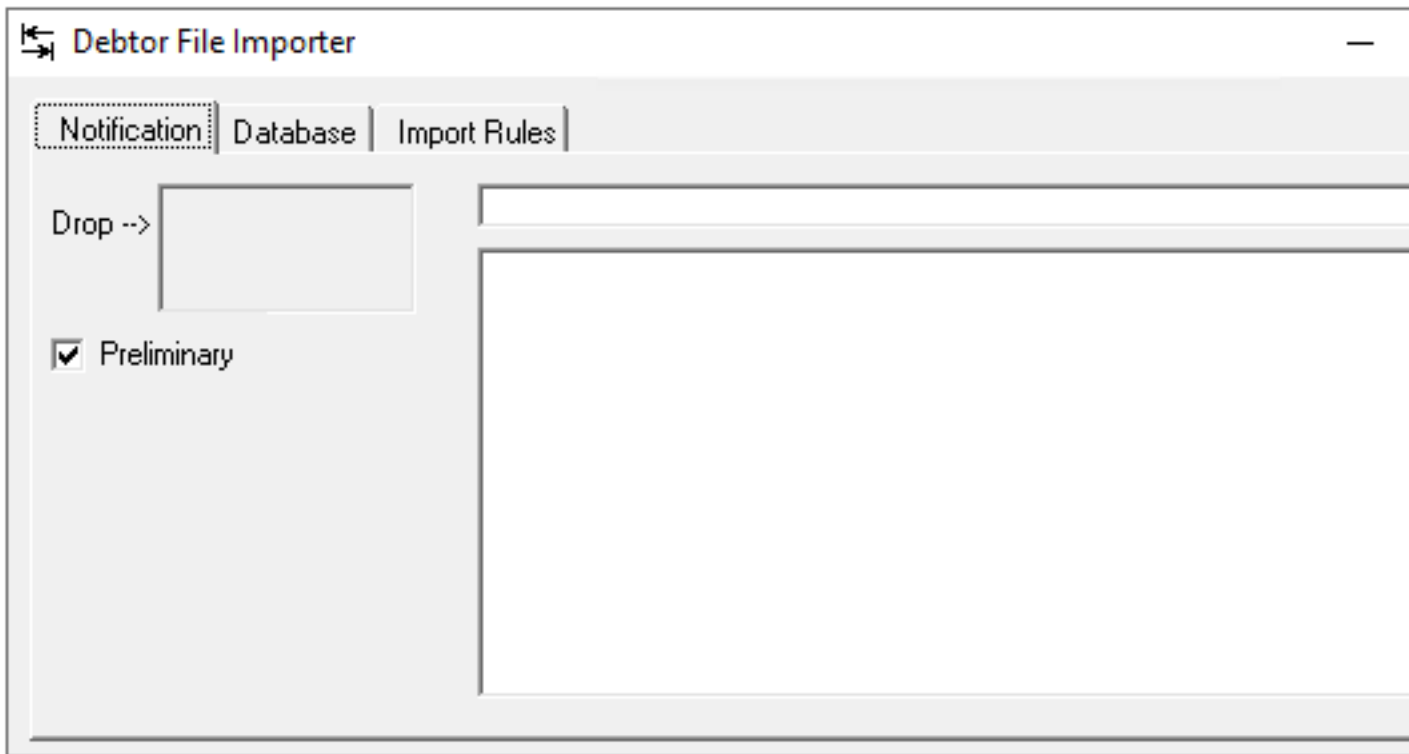 Debtor File Importer
Notification Database Import Rules
Drop -->
Preliminary